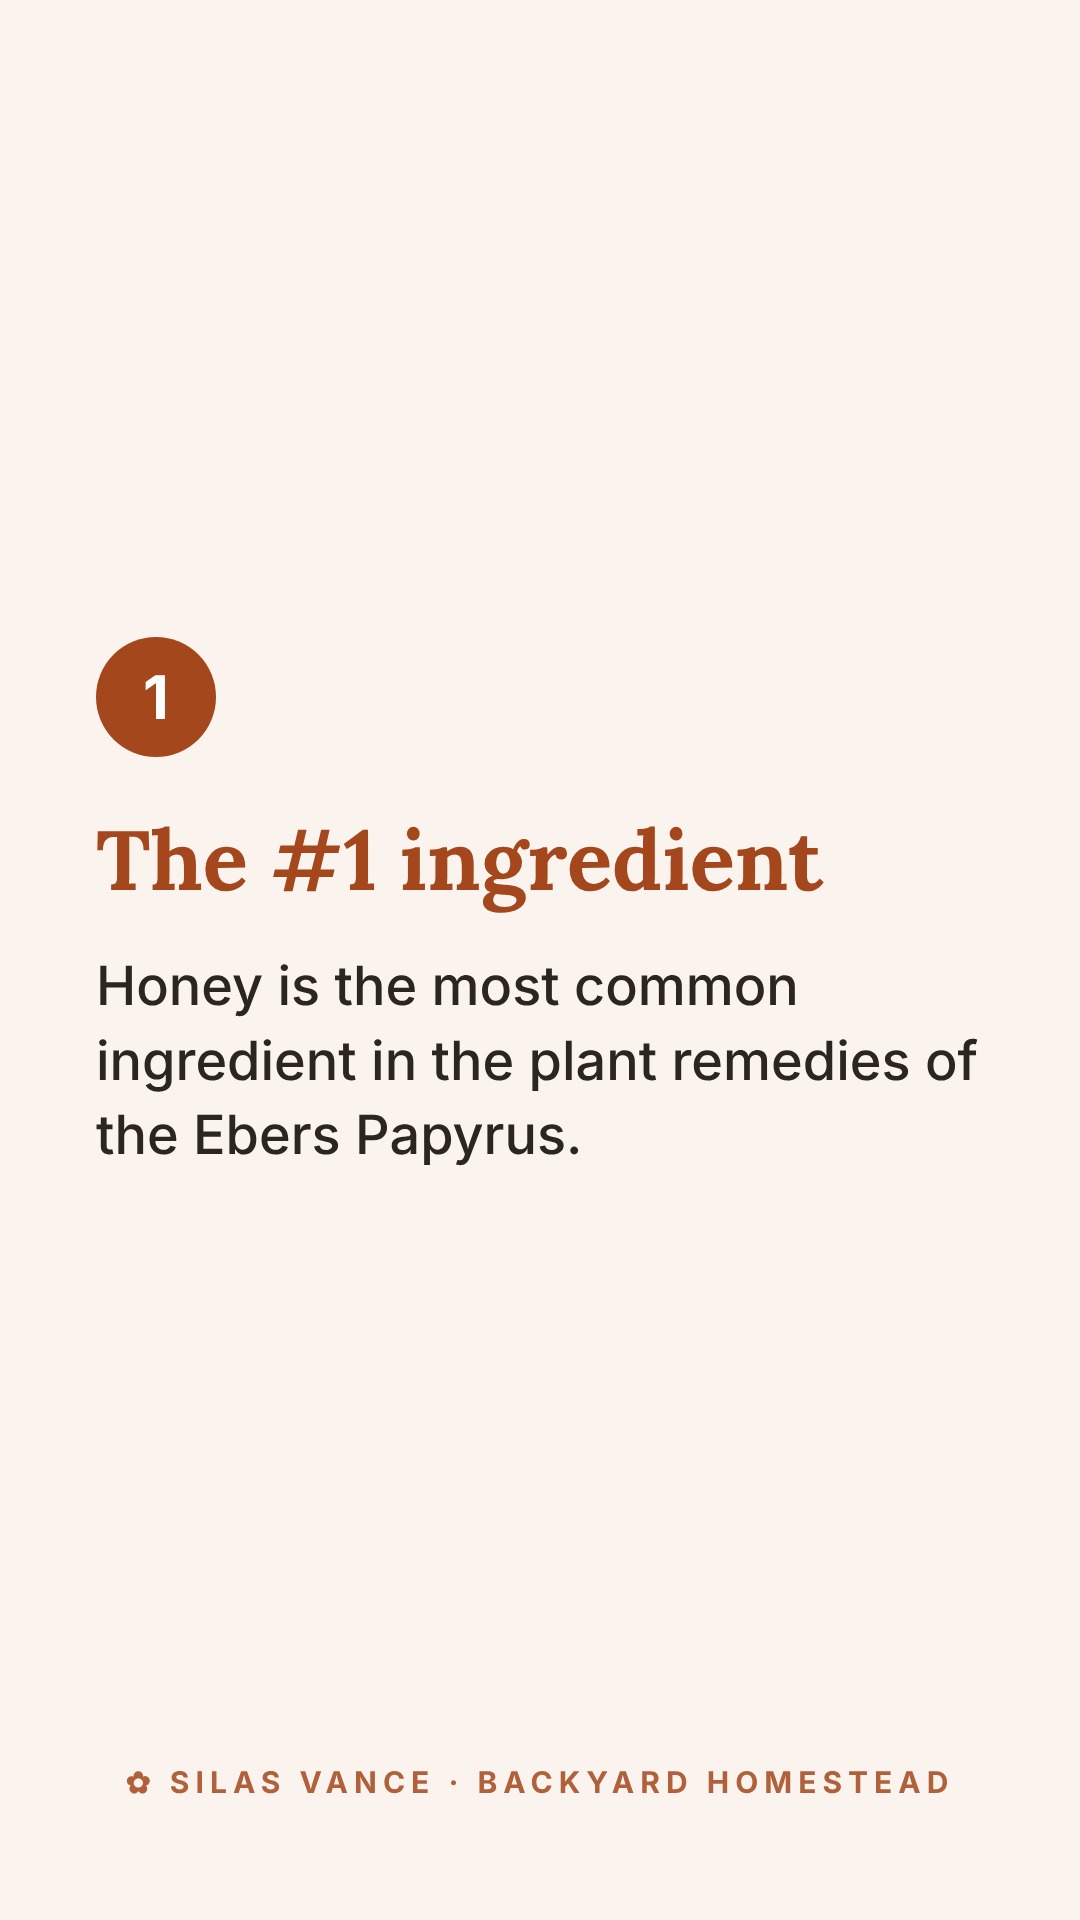 1
The #1 ingredient
Honey is the most common
ingredient in the plant remedies of
the Ebers Papyrus.
✿ SILAS VANCE · BACKYARD HOMESTEAD